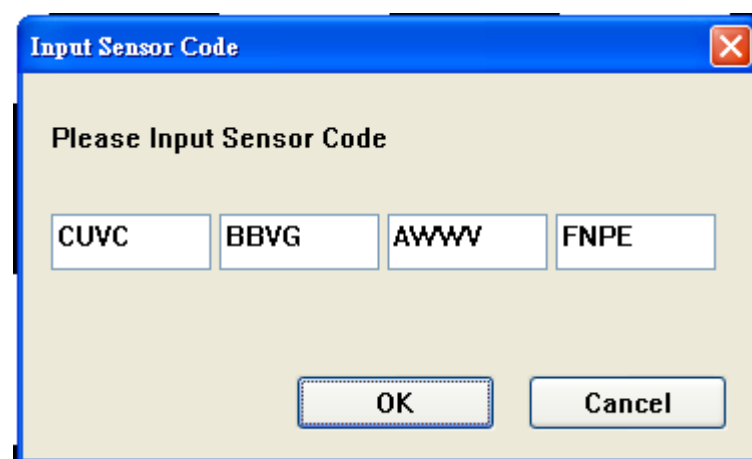 Input Sensor Code
Please Input Sensor Code
CUVC BBVG AWWV FNPE
OK Cancel